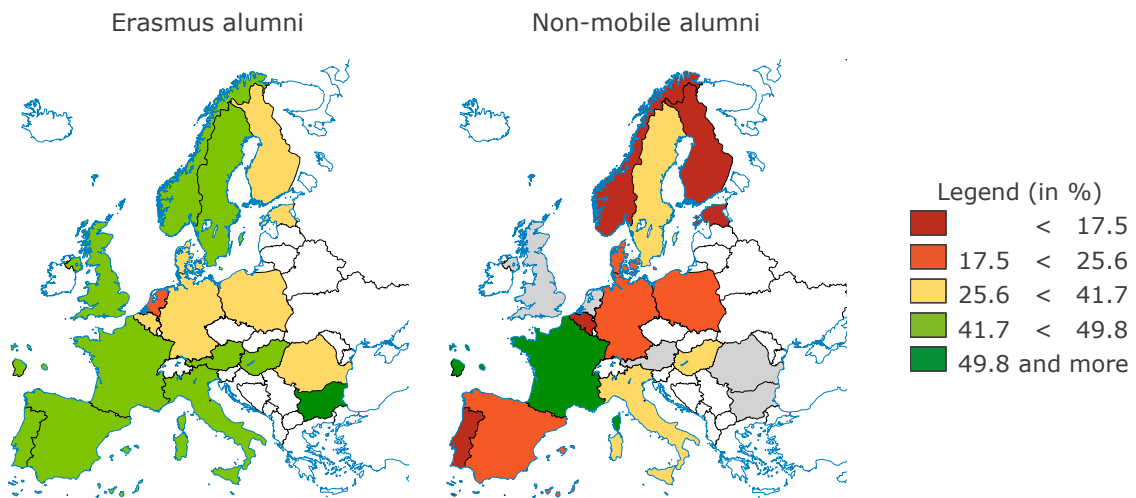 Erasmus alumni
Non-mobile alumni
Legend (in %)
< 17.5
17.5 < 25.6
25.6 < 41.7
41.7 < 49.8
49.8 and more